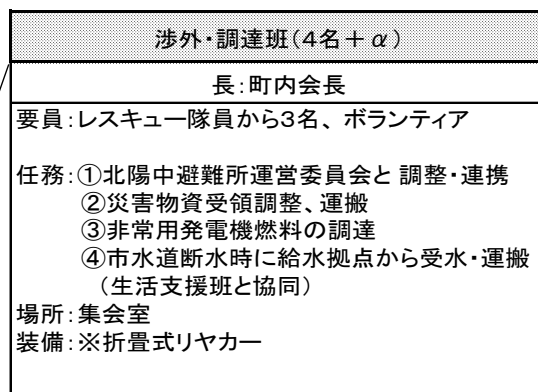 渉外・調達班(4名＋α)
長:町内会長
要員:レスキュー隊員から3名、ボランティア
任務:①北陽中避難所運営委員会と 調整・連携
②災害物資受領調整、運搬
③非常用発電機燃料の調達
④市水道断水時に給水拠点から受水・運搬
(生活支援班と協同)
場所:集会室
装備:※折畳式リヤカー